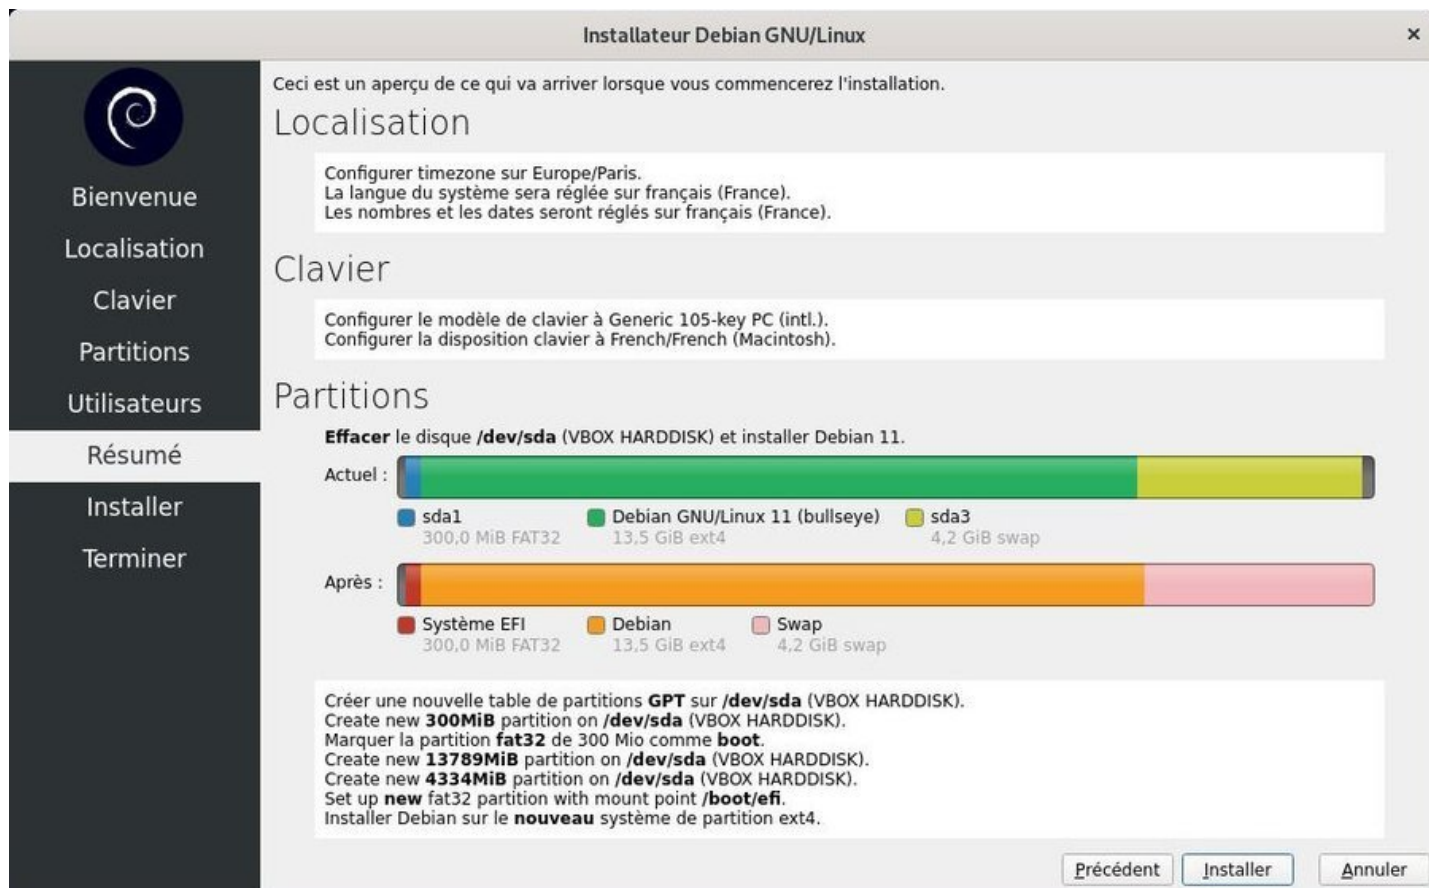 Installateur Debian GNU/Linux
×
Bienvenue
Localisation
Clavier
Partitions
Utilisateurs
Résumé
Installer
Terminer
Ceci est un aperçu de ce qui va arriver lorsque vous commencerez l'installation.
Localisation
Configurer timezone sur Europe/Paris.
La langue du système sera réglée sur français (France).
Les nombres et les dates seront réglés sur français (France).
Clavier
Configurer le modèle de clavier à Generic 105-key PC (intl.).
Configurer la disposition clavier à French/French (Macintosh).
Partitions
Effacer le disque /dev/sda (VBOX HARDDISK) et installer Debian 11.
Actuel :
sda1 Debian GNU/Linux 11 (bullseye) sda3
300,0 MiB FAT32 13,5 GiB ext4 4,2 GiB swap
Après :
Système EFI Debian Swap
300,0 MiB FAT32 13,5 GiB ext4 4,2 GiB swap
Créer une nouvelle table de partitions GPT sur /dev/sda (VBOX HARDDISK).
Create new 300MiB partition on /dev/sda (VBOX HARDDISK).
Marquer la partition fat32 de 300 Mio comme boot.
Create new 13789MiB partition on /dev/sda (VBOX HARDDISK).
Create new 4334MiB partition on /dev/sda (VBOX HARDDISK).
Set up new fat32 partition with mount point /boot/efi.
Installer Debian sur le nouveau système de partition ext4.
Précédent Installer Annuler